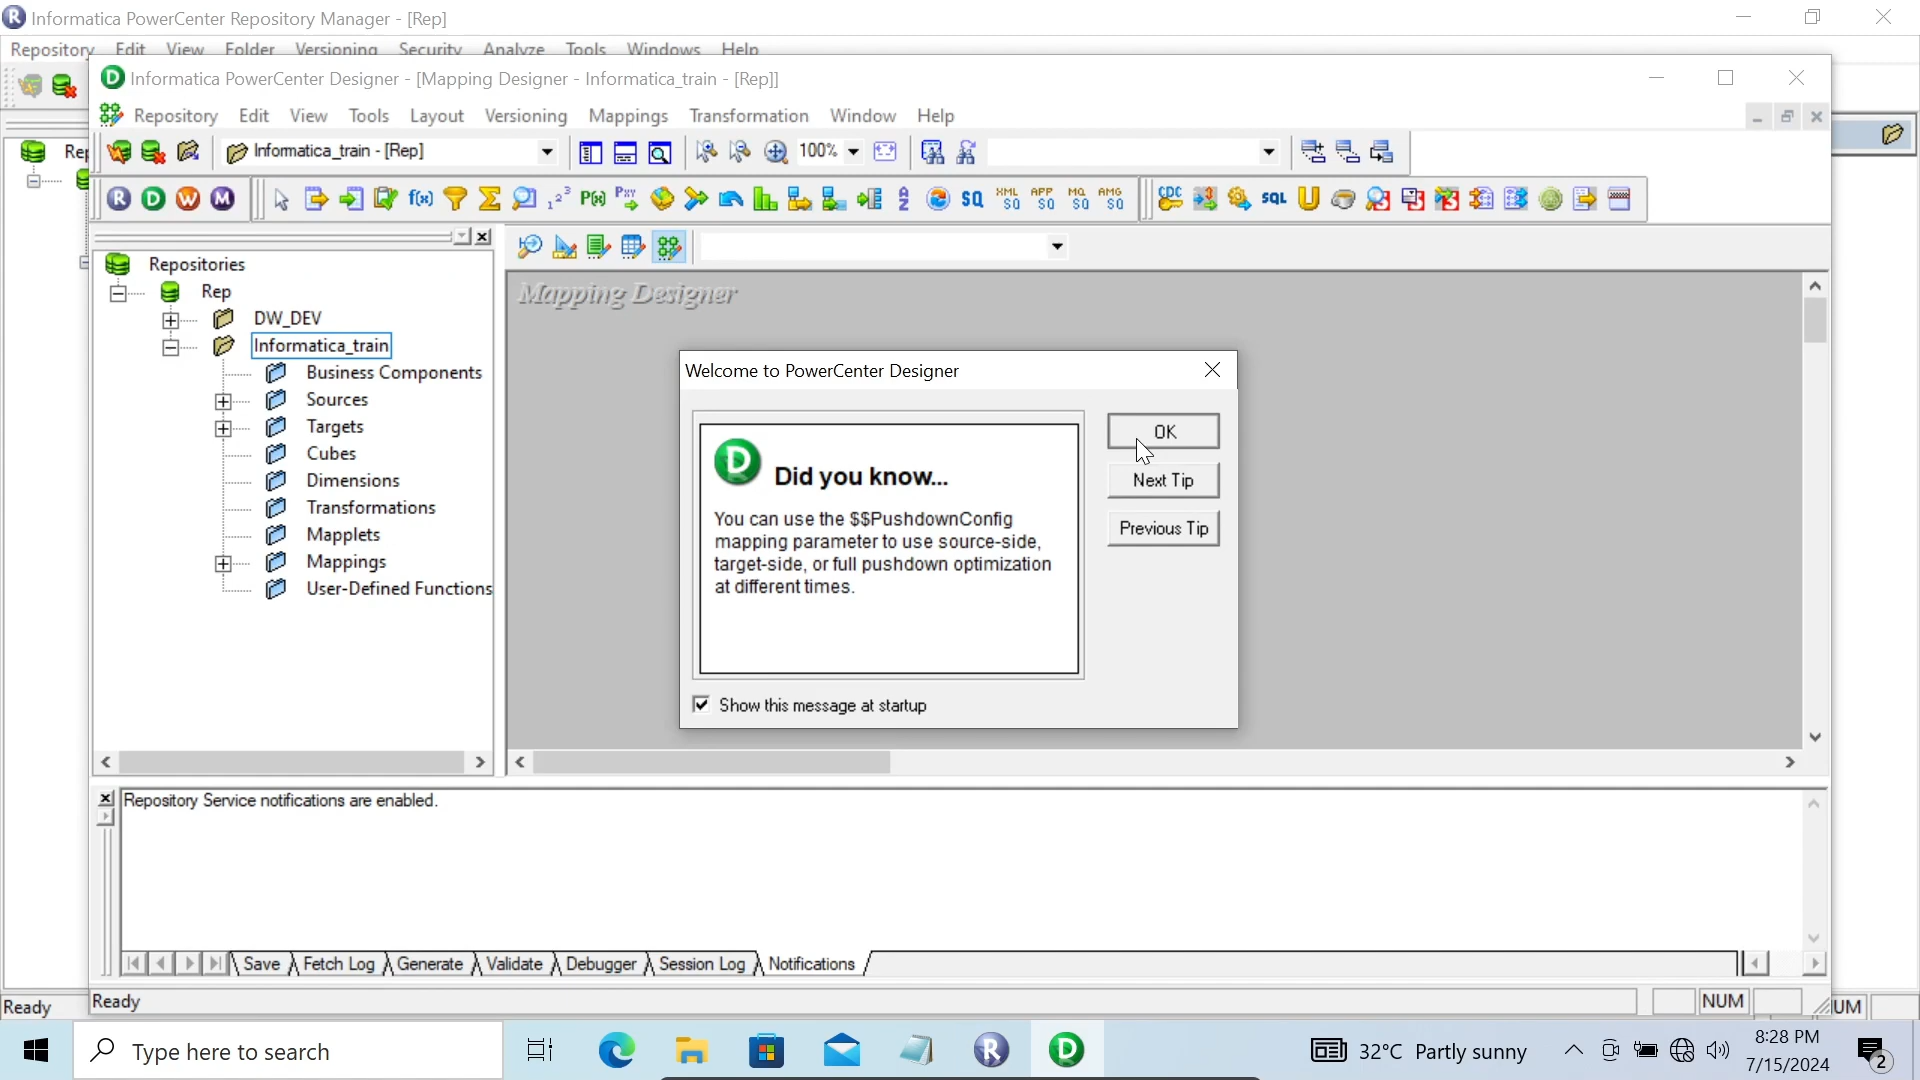 Informatica PowerCenter Repository Manager - [Rep]
Repository Edit View Folder Versioning Security Analyze Tools Windows Help
Informatica PowerCenter Designer - [Mapping Designer - Informatica_train - [Rep]]
Repository Edit View Tools Layout Versioning Mappings Transformation Window Help
Informatica_train - [Rep]
100%
Rep
Repositories
Rep
DW_DEV
Informatica_train
Business Components
Sources
Targets
Cubes
Dimensions
Transformations
Mapplets
Mappings
User-Defined Functions
Mapping Designer
Welcome to PowerCenter Designer
Did you know...
You can use the $$PushdownConfig
mapping parameter to use source-side,
target-side, or full pushdown optimization
at different times.
OK
Next Tip
Previous Tip
Show this message at startup
Repository Service notifications are enabled.
Save Fetch Log Generate Validate Debugger Session Log Notifications
Ready
Ready
NUM
UM
Type here to search
32°C Partly sunny
8:28 PM
7/15/2024
2